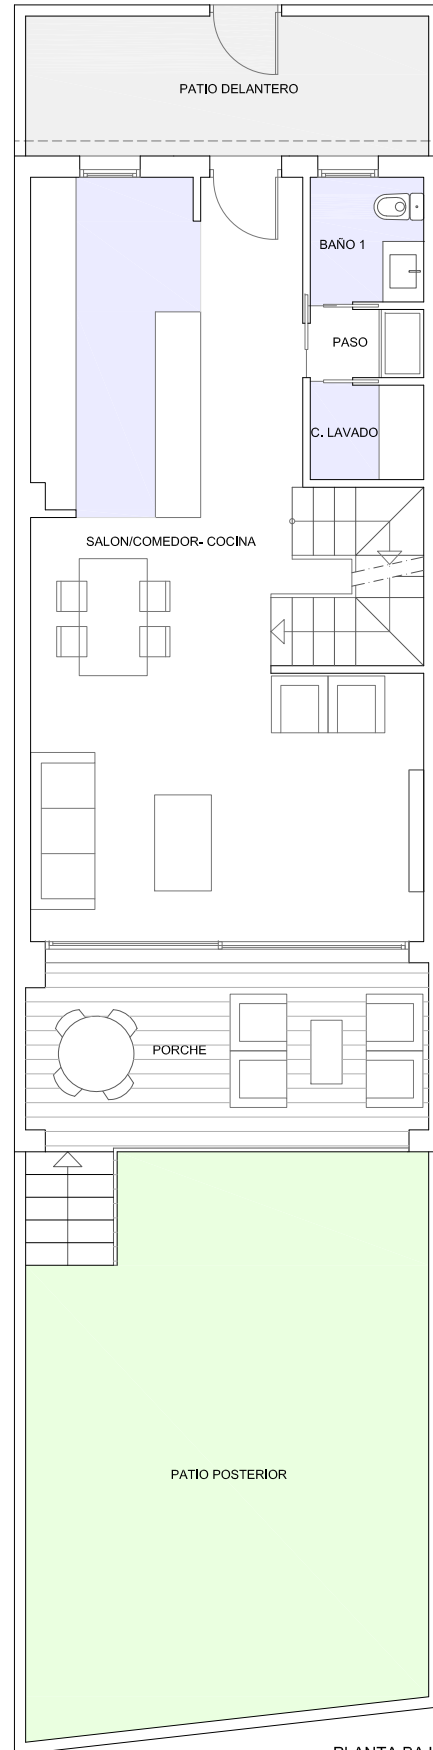 PATIO DELANTERO
BAÑO 1
PASO
C. LAVADO
SALON/COMEDOR- COCINA
PORCHE
PATIO POSTERIOR